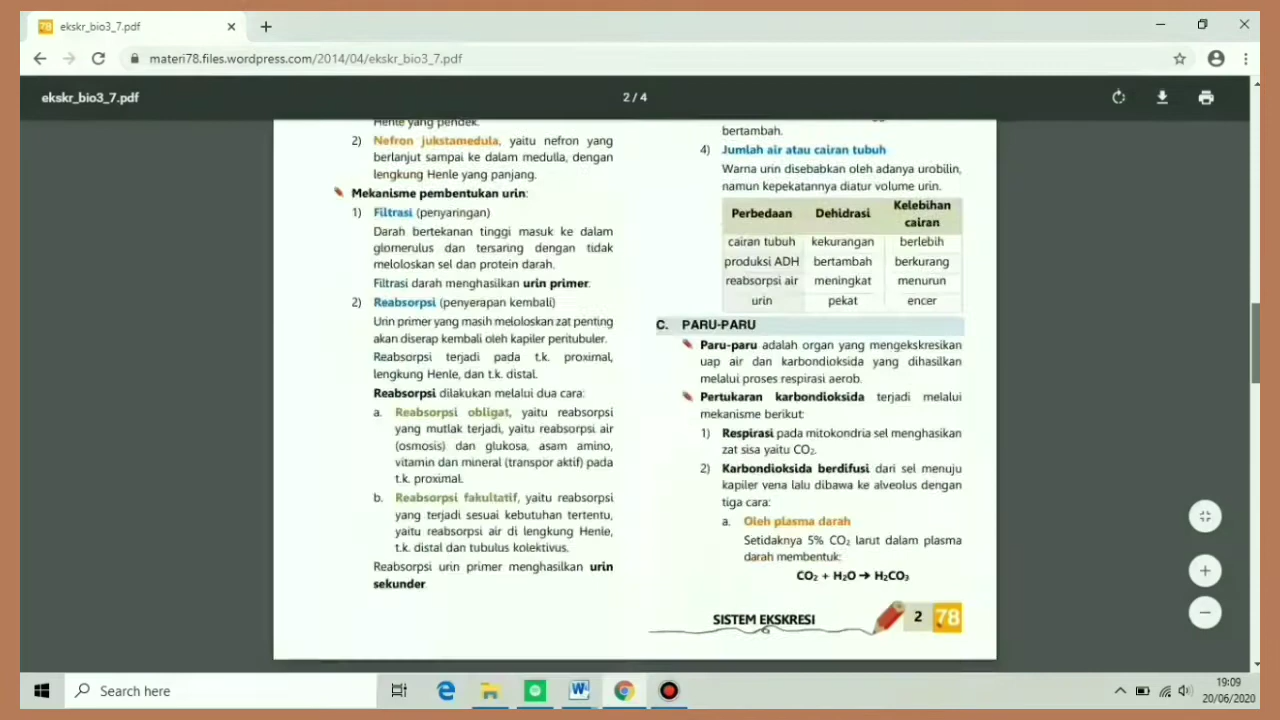 78 ekskr_bio3_7.pdf
materi78.files.wordpress.com/2014/04/ekskr_bio3_7.pdf
ekskr_bio3_7.pdf
2 / 4
Henle yang pendek.
2) Nefron jukstamedula, yaitu nefron yang
berlanjut sampai ke dalam medulla, dengan
lengkung Henle yang panjang.
Mekanisme pembentukan urin:
1) Filtrasi (penyaringan)
Darah bertekanan tinggi masuk ke dalam
glomerulus dan tersaring dengan tidak
meloloskan sel dan protein darah.
Filtrasi darah menghasilkan urin primer.
2) Reabsorpsi (penyerapan kembali)
Urin primer yang masih meloloskan zat penting
akan diserap kembali oleh kapiler peritubuler.
Reabsorpsi terjadi pada t.k. proximal,
lengkung Henle, dan t.k. distal.
Reabsorpsi dilakukan melalui dua cara:
a. Reabsorpsi obligat, yaitu reabsorpsi
yang mutlak terjadi, yaitu reabsorpsi air
(osmosis) dan glukosa, asam amino,
vitamin dan mineral (transpor aktif) pada
t.k. proximal.
b. Reabsorpsi fakultatif, yaitu reabsorpsi
yang terjadi sesuai kebutuhan tertentu,
yaitu reabsorpsi air di lengkung Henle,
t.k. distal dan tubulus kolektivus.
Reabsorpsi urin primer menghasilkan urin
sekunder.
bertambah.
4) Jumlah air atau cairan tubuh
Warna urin disebabkan oleh adanya urobilin,
namun kepekatannya diatur volume urin.
Perbedaan Dehidrasi Kelebihan
cairan
cairan tubuh kekurangan berlebih
produksi ADH bertambah berkurang
reabsorpsi air meningkat menurun
urin pekat encer
C. PARU-PARU
Paru-paru adalah organ yang mengekskresikan
uap air dan karbondioksida yang dihasilkan
melalui proses respirasi aerob.
Pertukaran karbondioksida terjadi melalui
mekanisme berikut:
1) Respirasi pada mitokondria sel menghasikan
zat sisa yaitu CO₂.
2) Karbondioksida berdifusi dari sel menuju
kapiler vena lalu dibawa ke alveolus dengan
tiga cara:
a. Oleh plasma darah
Setidaknya 5% CO₂ larut dalam plasma
darah membentuk:
CO₂ + H₂O → H₂CO₃
SISTEM EKSKRESI 2 78
Search here
19:09
20/06/2020